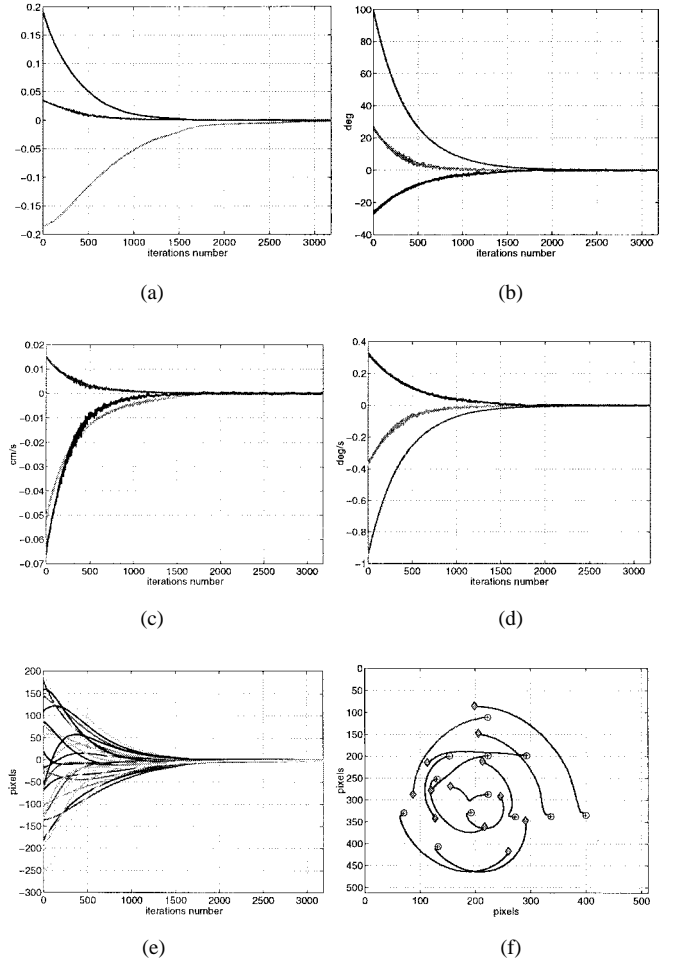 0.2
0.15
0.1
0.05
0
−0.05
−0.1
−0.15
−0.2
0 500 1000 1500 2000 2500 3000
iterations number
(a)
100
80
60
40
20
0
−20
−40
deg
0 500 1000 1500 2000 2500 3000
iterations number
(b)
0.02
0.01
0
−0.01
−0.02
−0.03
−0.04
−0.05
−0.06
−0.07
cm/s
0 500 1000 1500 2000 2500 3000
iterations number
(c)
0.4
0.2
0
−0.2
−0.4
−0.6
−0.8
−1
deg/s
0 500 1000 1500 2000 2500 3000
iterations number
(d)
200
150
100
50
0
−50
−100
−150
−200
−250
−300
pixels
0 500 1000 1500 2000 2500 3000
iterations number
(e)
0
50
100
150
200
250
300
350
400
450
500
pixels
0 100 200 300 400 500
pixels
(f)